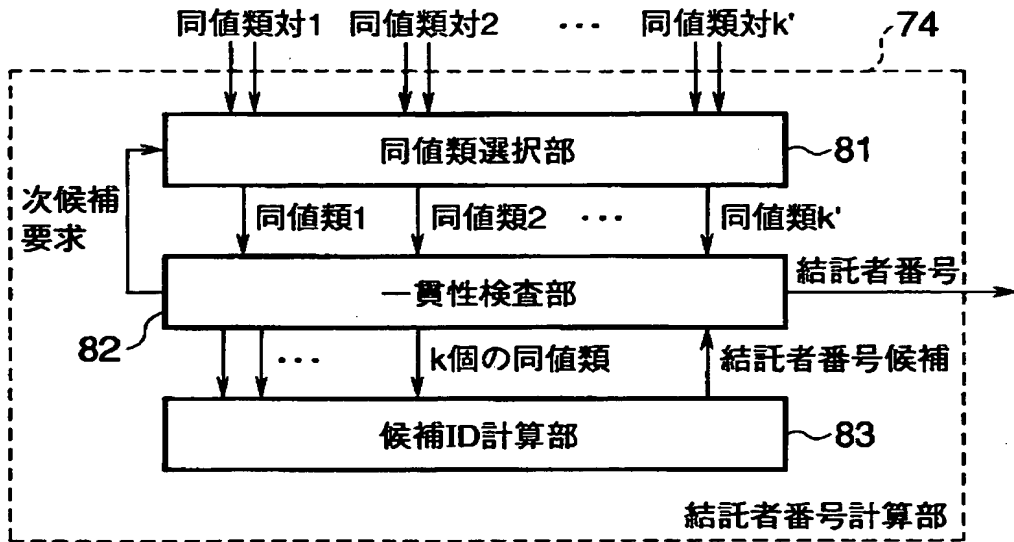 同値類対1 同値類対2 ··· 同値類対k'
74
同値類選択部
81
次候補
要求
同値類1 同値類2 ··· 同値類k'
結託者番号
一貫性検査部
82
··· k個の同値類 結託者番号候補
候補ID計算部
83
結託者番号計算部